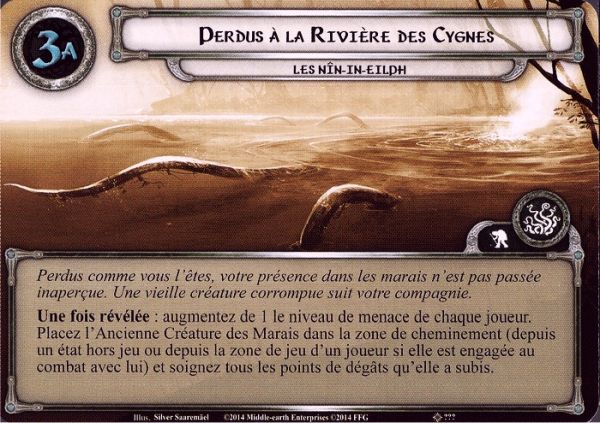 3A
Perdus à la Rivière des Cygnes
Les Nîn-in-Eilph
Perdus comme vous l'êtes, votre présence dans les marais n'est pas passée
inaperçue. Une vieille créature corrompue suit votre compagnie.
Une fois révélée : augmentez de 1 le niveau de menace de chaque joueur.
Placez l'Ancienne Créature des Marais dans la zone de cheminement (depuis
un état hors jeu ou depuis la zone de jeu d'un joueur si elle est engagée au
combat avec lui) et soignez tous les points de dégâts qu'elle a subis.
Illus. Silver Saaremäel ©2014 Middle-earth Enterprises ©2014 FFG ???